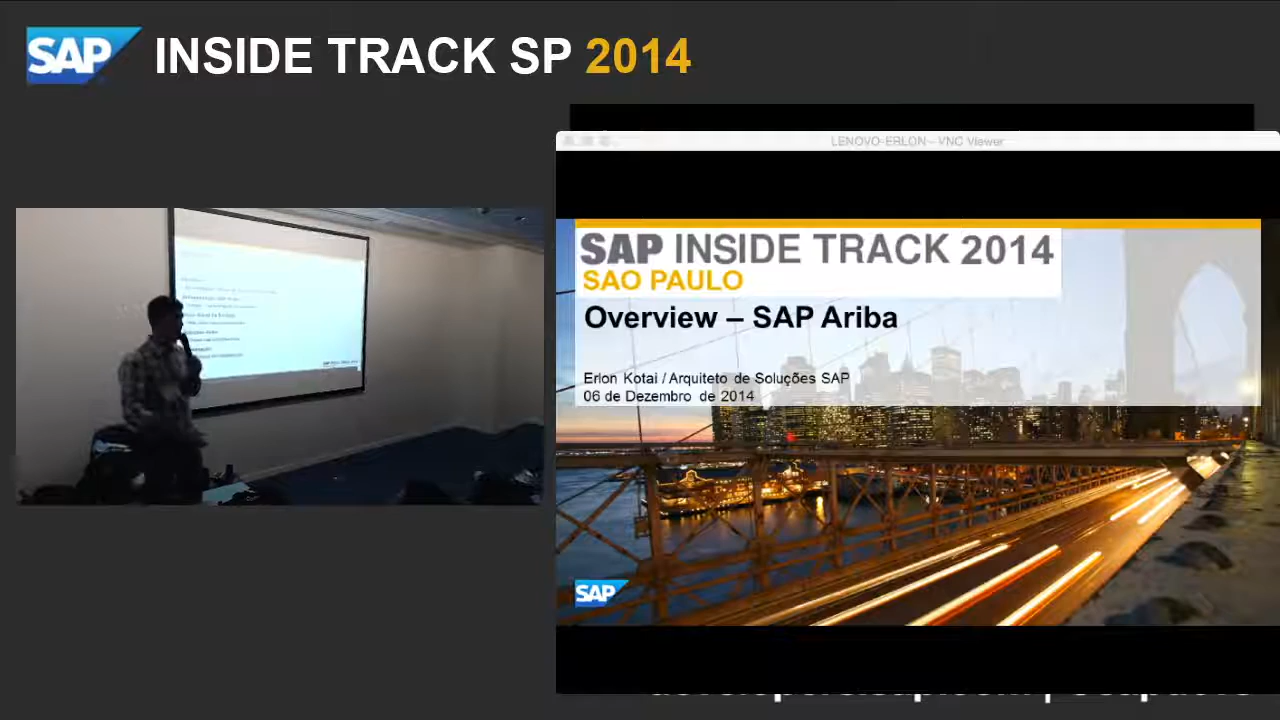 SAP INSIDE TRACK SP 2014
LENOVO-ERLON – VNC Viewer
SAP INSIDE TRACK 2014
SAO PAULO
Overview – SAP Ariba
Erlon Kotai / Arquiteto de Soluções SAP
06 de Dezembro de 2014
SAP